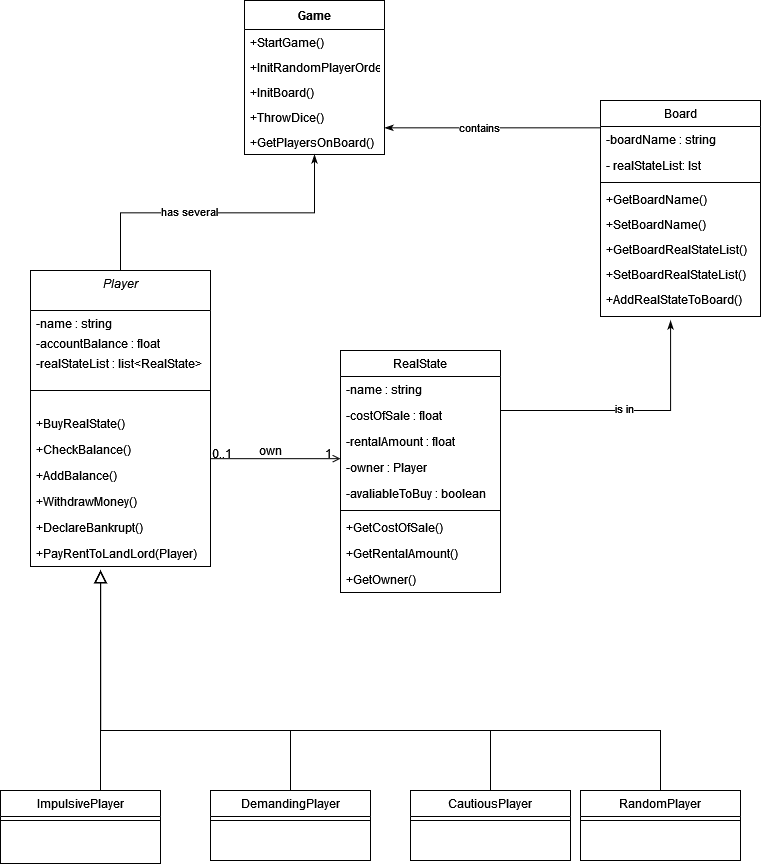 Game
+StartGame()
+InitRandomPlayerOrde
+InitBoard()
+ThrowDice()
+GetPlayersOnBoard()
contains
Board
-boardName : string
- realStateList: lst
+GetBoardName()
+SetBoardName()
+GetBoardRealStateList()
+SetBoardRealStateList()
+AddRealStateToBoard()
has several
Player
-name : string
-accountBalance : float
-realStateList : list<RealState>
+BuyRealState()
+CheckBalance()
+AddBalance()
+WithdrawMoney()
+DeclareBankrupt()
+PayRentToLandLord(Player)
0..1
own
1
RealState
-name : string
-costOfSale : float
-rentalAmount : float
-owner : Player
-avaliableToBuy : boolean
+GetCostOfSale()
+GetRentalAmount()
+GetOwner()
is in
ImpulsivePlayer
DemandingPlayer
CautiousPlayer
RandomPlayer